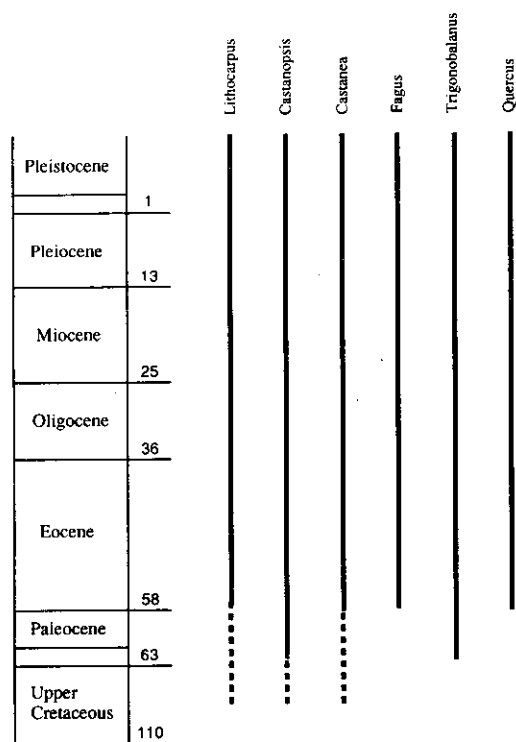 Lithocarpus
Castanopsis
Castanea
Fagus
Trigonobalanus
Quercus
Pleistocene
1
Pleiocene
13
Miocene
25
Oligocene
36
Eocene
58
Paleocene
63
Upper
Cretaceous
110